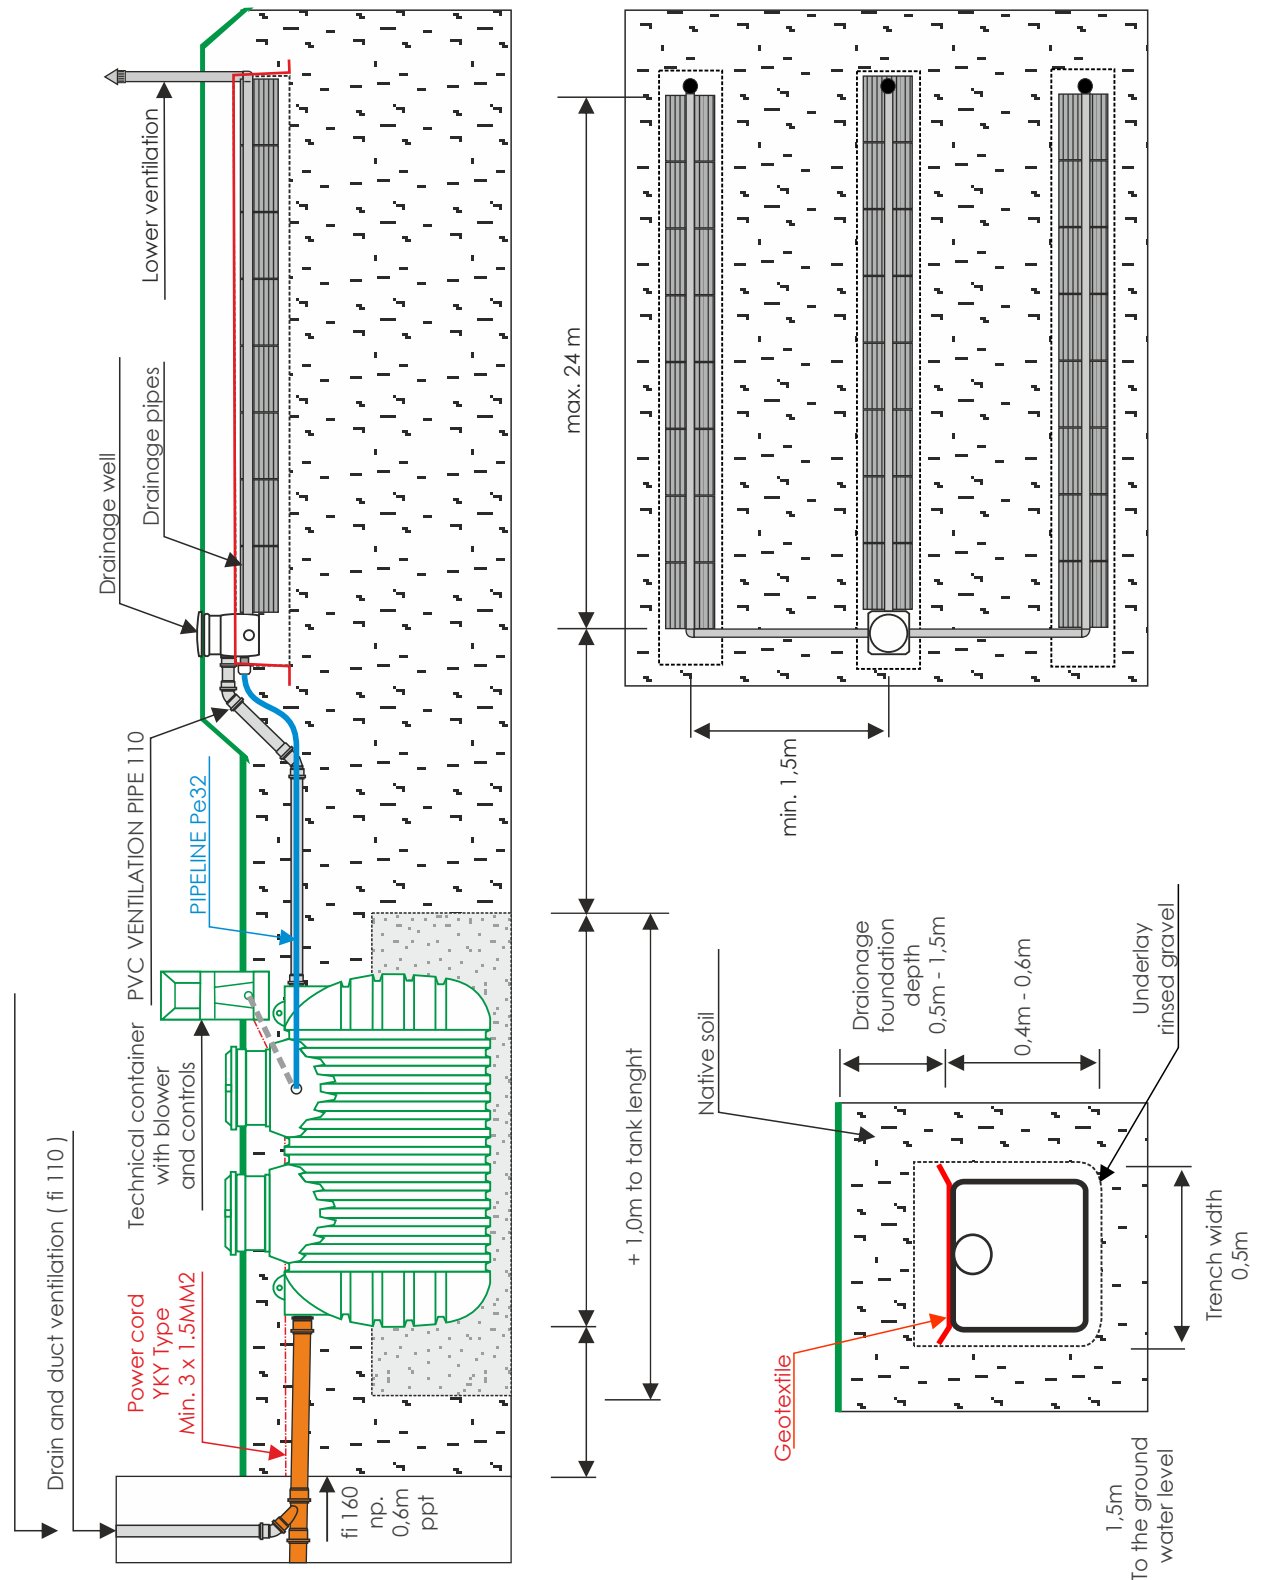 Drain and duct ventilation ( fi 110 )
Power cord
YKY Type
Min. 3 x 1.5MM2
Technical container
with blower
and controls
PVC VENTILATION PIPE 110
PIPELINE Pe32
Drainage well
Drainage pipes
Lower ventilation
fi 160
np.
0,6m
ppt
+ 1,0m to tank lenght
max. 24 m
min. 1,5m
Geotextile
Native soil
Draionage
foundation
depth
0,5m - 1,5m
0,4m - 0,6m
Underlay
rinsed gravel
Trench width
0,5m
1,5m
To the ground
water level